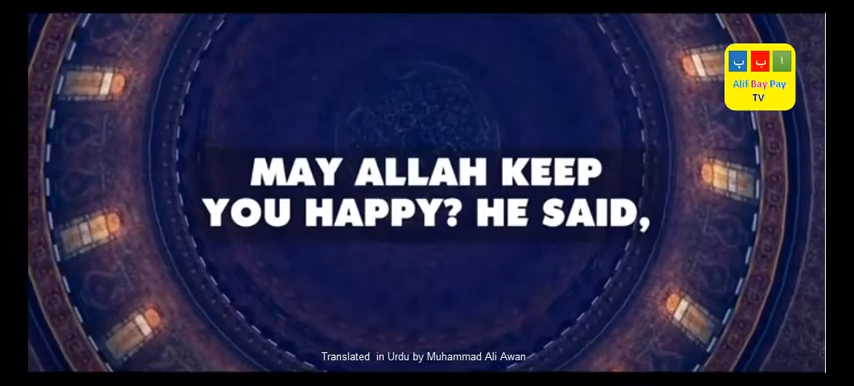 پ ب ا
Alif Bay Pay
TV
MAY ALLAH KEEP
YOU HAPPY? HE SAID,
Translated in Urdu by Muhammad Ali Awan